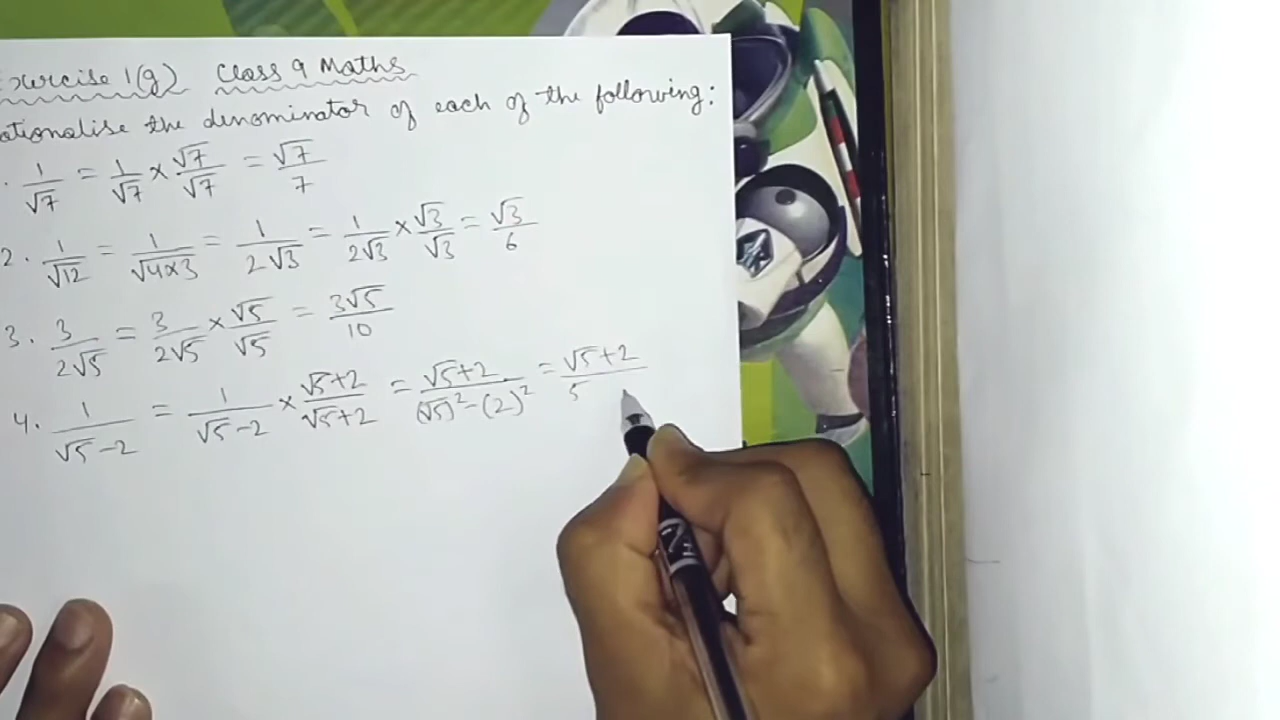 xercise 1(g) Class 9 Maths
ationalise the denominator of each of the following:
. 1/√7 = 1/√7 × √7/√7 = √7/7
2. 1/√12 = 1/√4×3 = 1/2√3 = 1/2√3 × √3/√3 = √3/6
3. 3/2√5 = 3/2√5 × √5/√5 = 3√5/10
4. 1/√5-2 = 1/√5-2 × √5+2/√5+2 = √5+2/(√5)²-(2)² = √5+2/5